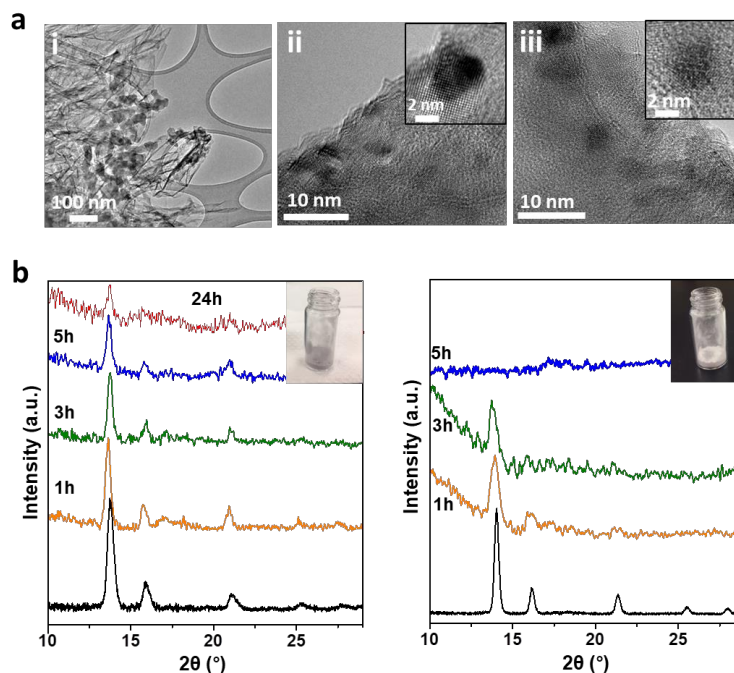 a
i
100 nm
ii
2 nm
10 nm
iii
2 nm
10 nm
b
24h
5h
3h
1h
Intensity (a.u.)
10 15 20 25
2θ (°)
5h
3h
1h
Intensity (a.u.)
10 15 20 25
2θ (°)